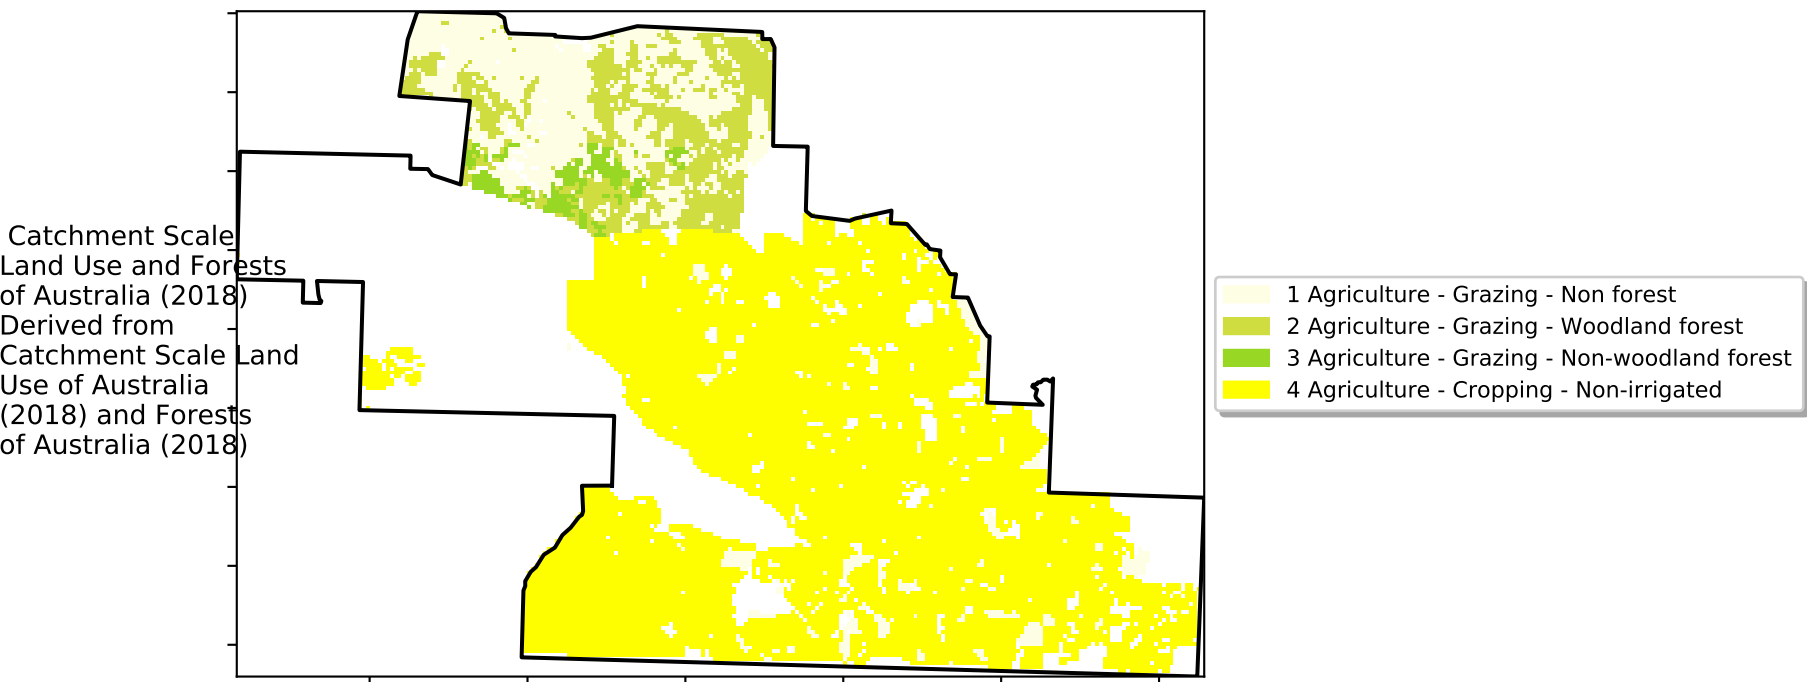 Catchment Scale
Land Use and Forests
of Australia (2018)
Derived from
Catchment Scale Land
Use of Australia
(2018) and Forests
of Australia (2018)
1 Agriculture - Grazing - Non forest
2 Agriculture - Grazing - Woodland forest
3 Agriculture - Grazing - Non-woodland forest
4 Agriculture - Cropping - Non-irrigated